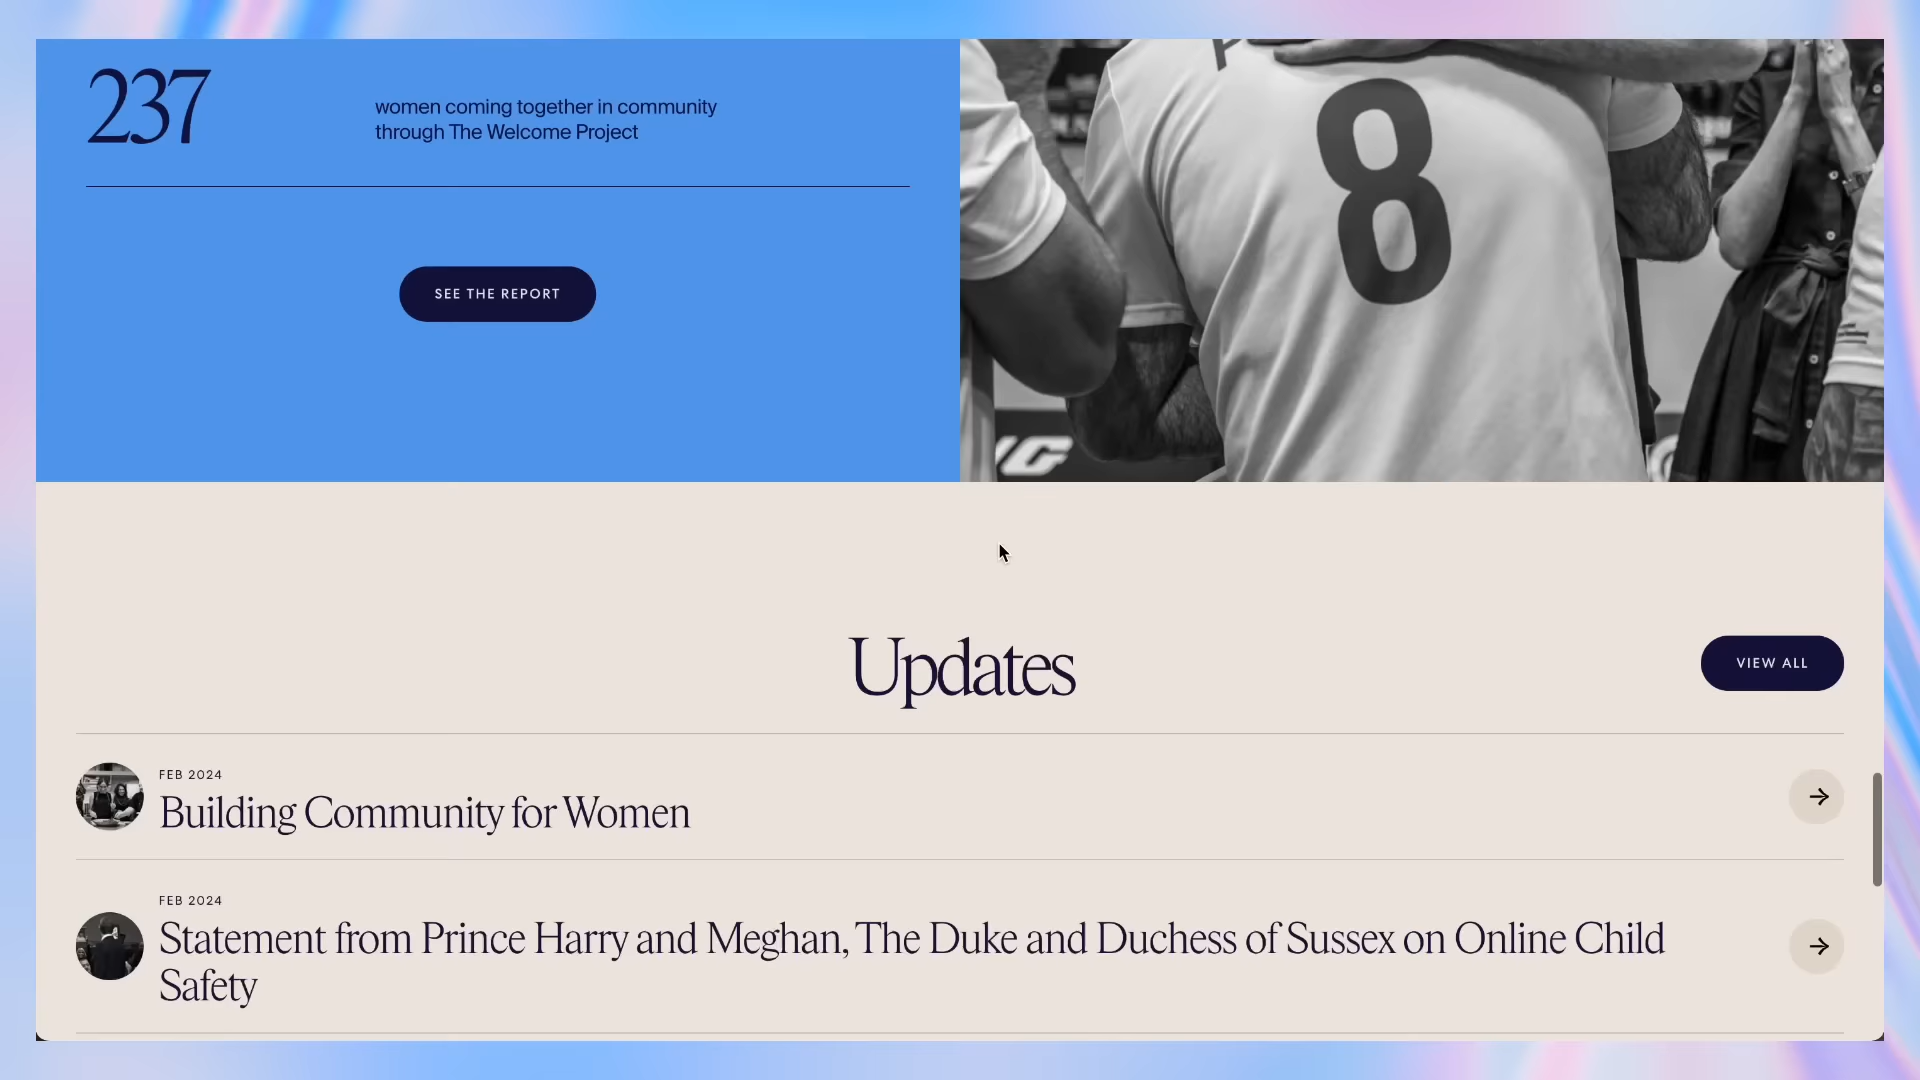 237
women coming together in community
through The Welcome Project
SEE THE REPORT
8
Updates
VIEW ALL
FEB 2024
Building Community for Women
FEB 2024
Statement from Prince Harry and Meghan, The Duke and Duchess of Sussex on Online Child
Safety